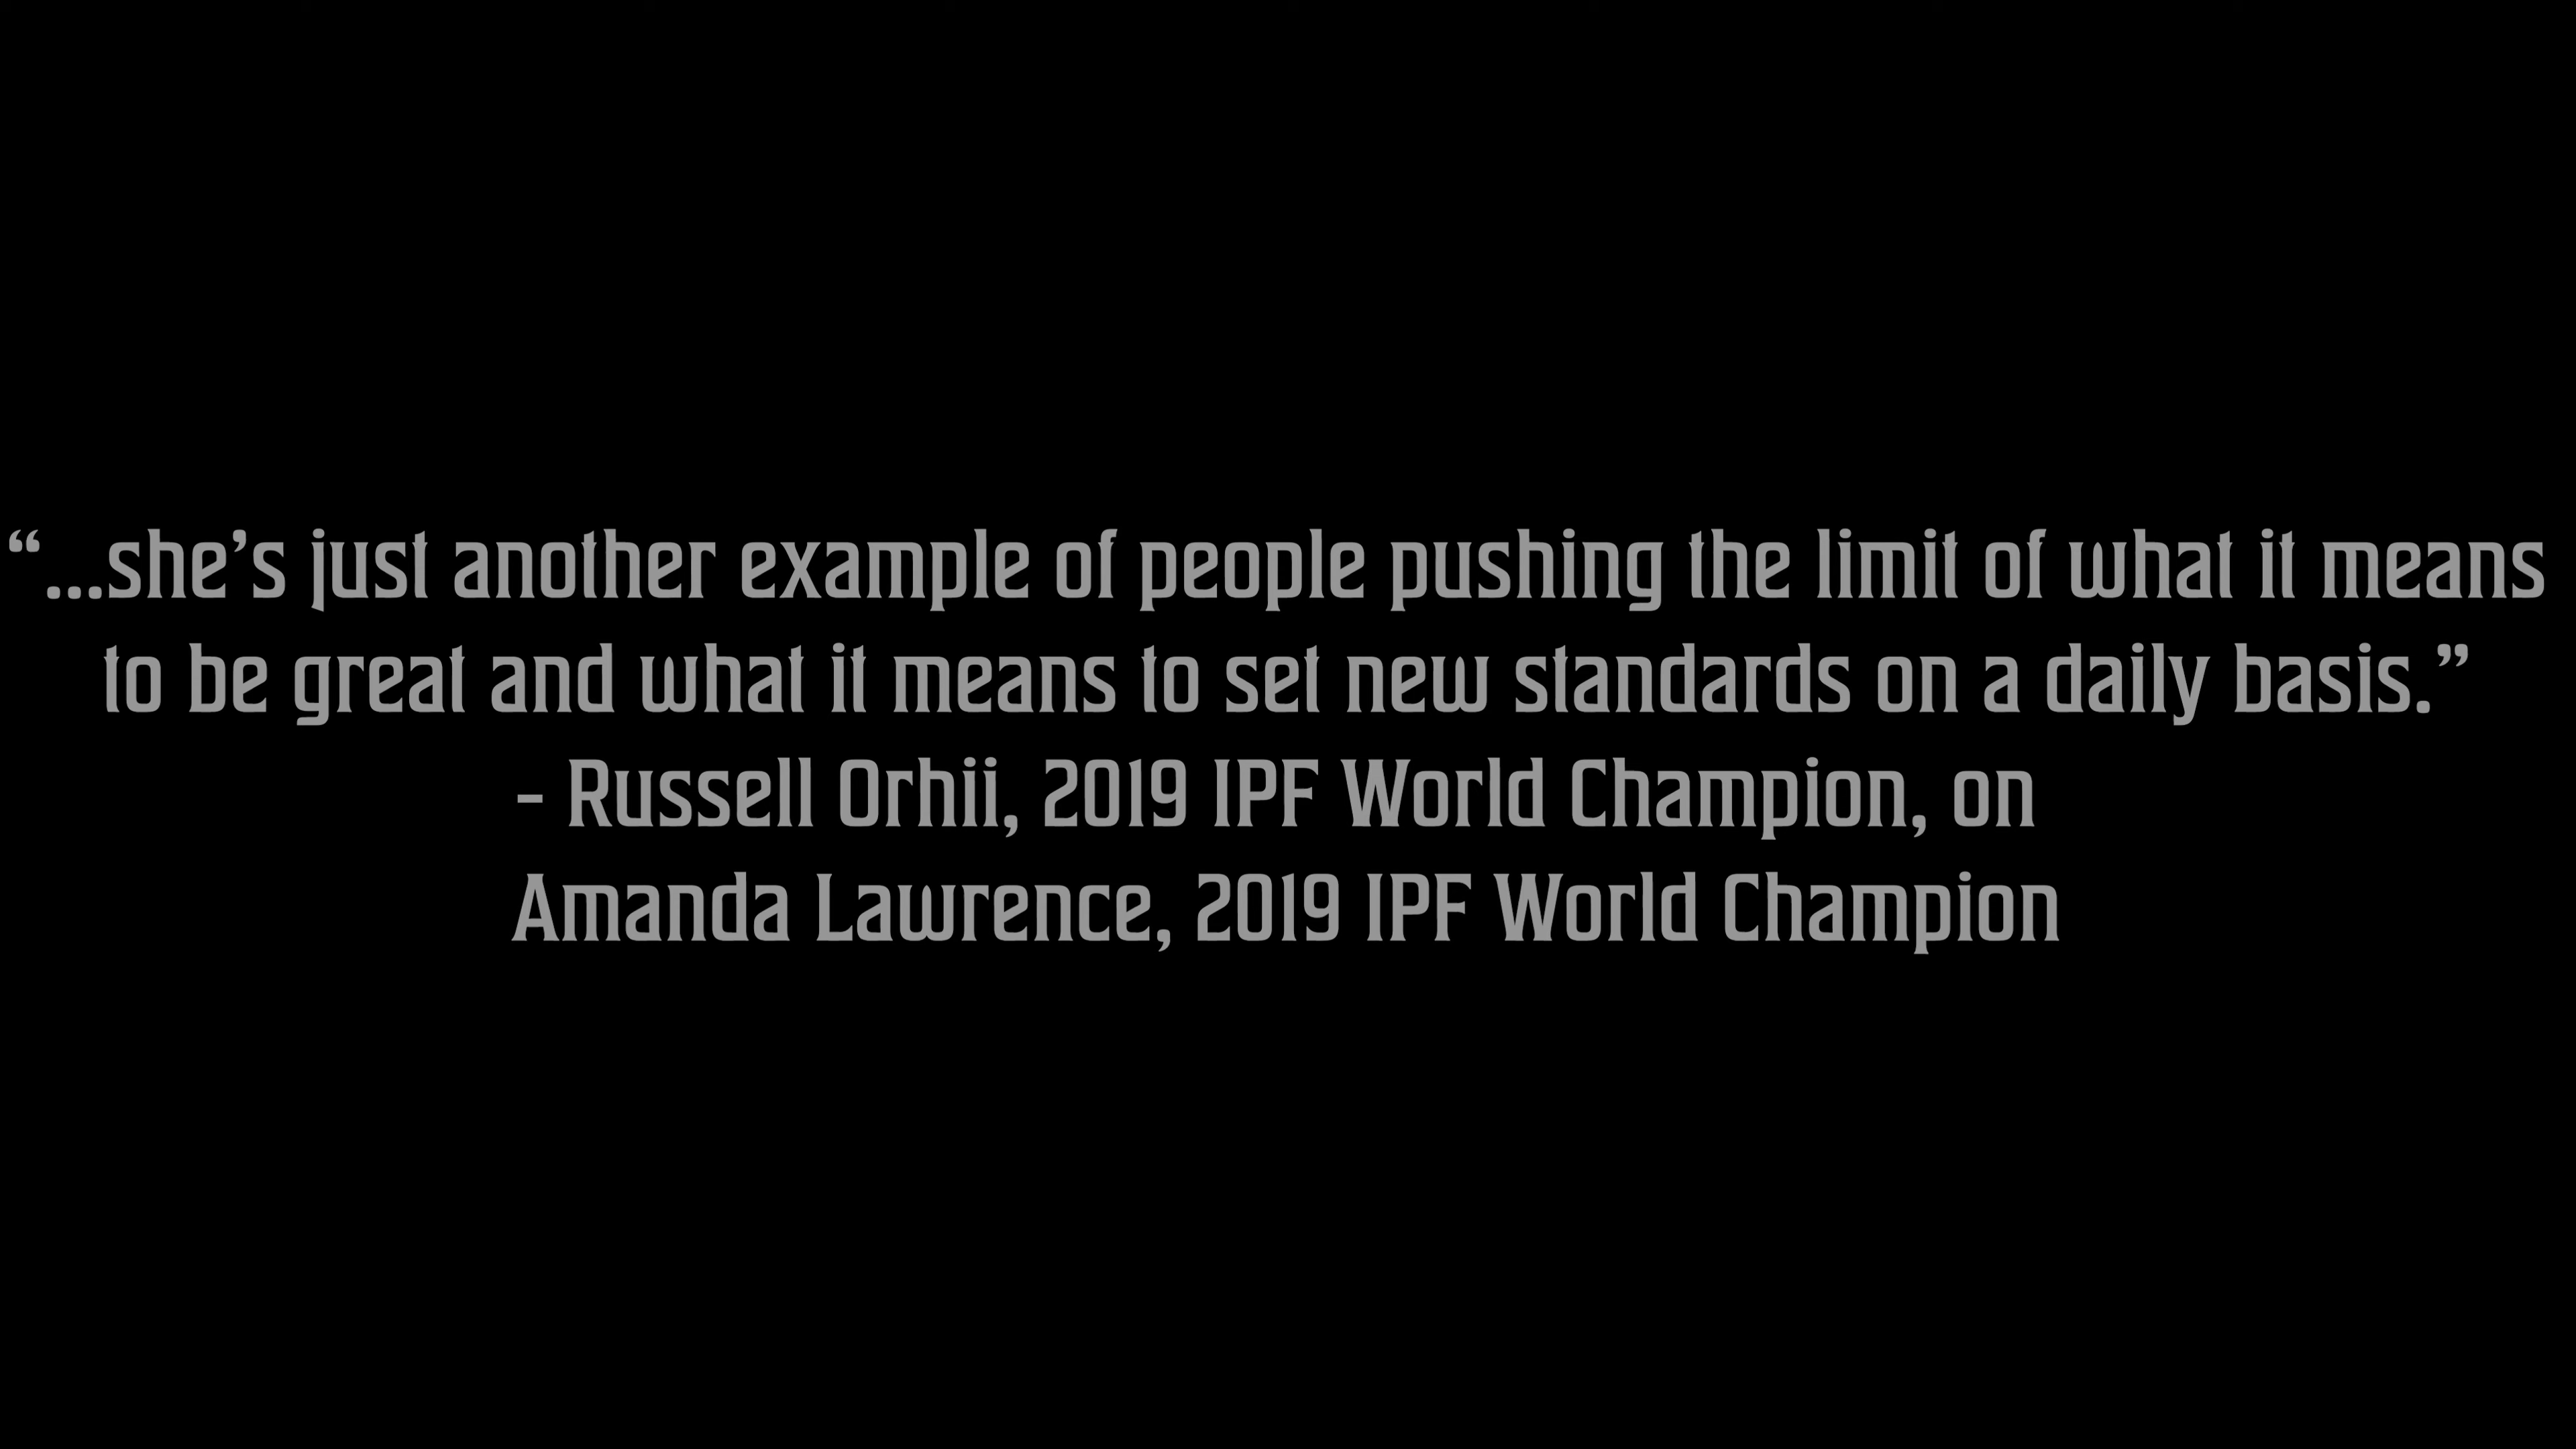 “...she’s just another example of people pushing the limit of what it means
to be great and what it means to set new standards on a daily basis.”
- Russell Orhii, 2019 IPF World Champion, on
Amanda Lawrence, 2019 IPF World Champion